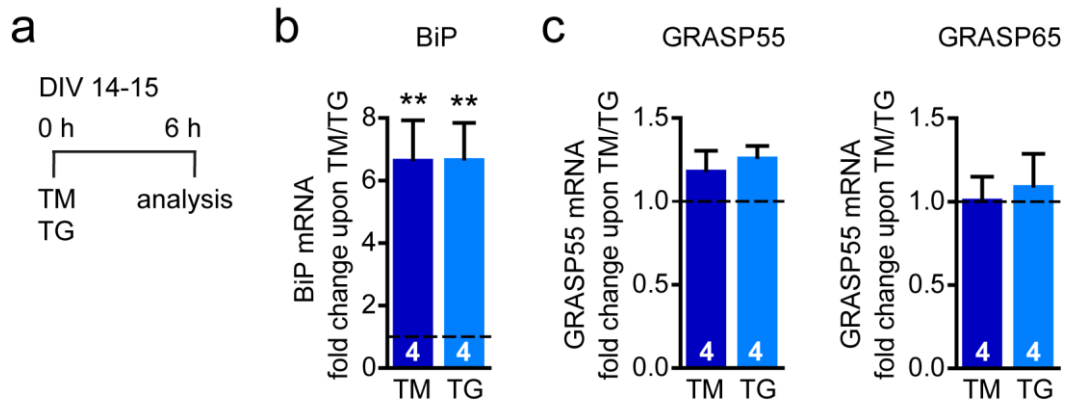 a
DIV 14-15
0 h 6 h
TM analysis
TG
b
BiP
BiP mRNA
fold change upon TM/TG
8
6
4
2
0
** **
4 4
TM TG
c
GRASP55
GRASP55 mRNA
fold change upon TM/TG
1.5
1.0
0.5
0.0
4 4
TM TG
GRASP65
GRASP55 mRNA
fold change upon TM/TG
1.5
1.0
0.5
0.0
4 4
TM TG